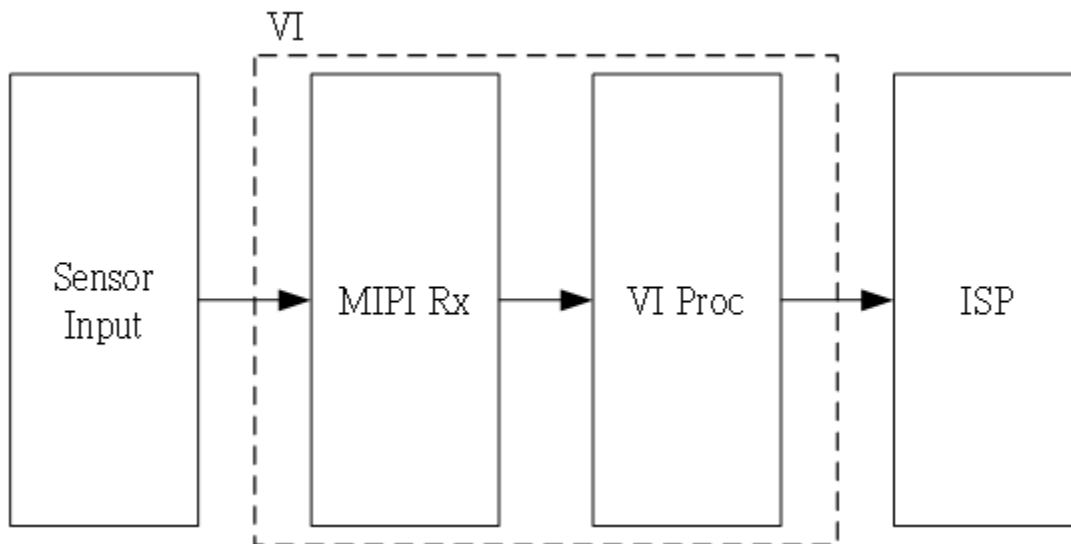 VI
Sensor
Input
MIPI Rx
VI Proc
ISP